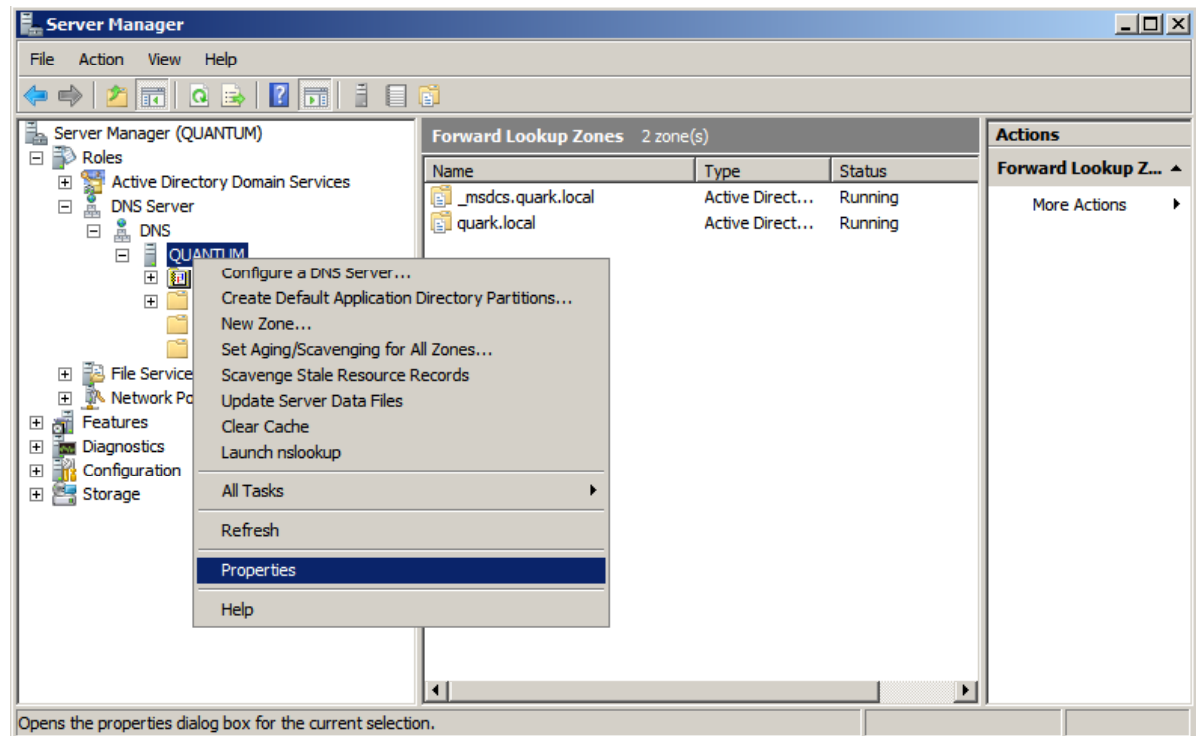 Server Manager
File Action View Help
Server Manager (QUANTUM)
Roles
Active Directory Domain Services
DNS Server
DNS
QUANTUM
File Service
Network Po
Features
Diagnostics
Configuration
Storage
Configure a DNS Server...
Create Default Application Directory Partitions...
New Zone...
Set Aging/Scavenging for All Zones...
Scavenge Stale Resource Records
Update Server Data Files
Clear Cache
Launch nslookup
All Tasks
Refresh
Properties
Help
Forward Lookup Zones 2 zone(s)
Name Type Status
_msdcs.quark.local Active Direct... Running
quark.local Active Direct... Running
Actions
Forward Lookup Z...
More Actions
Opens the properties dialog box for the current selection.